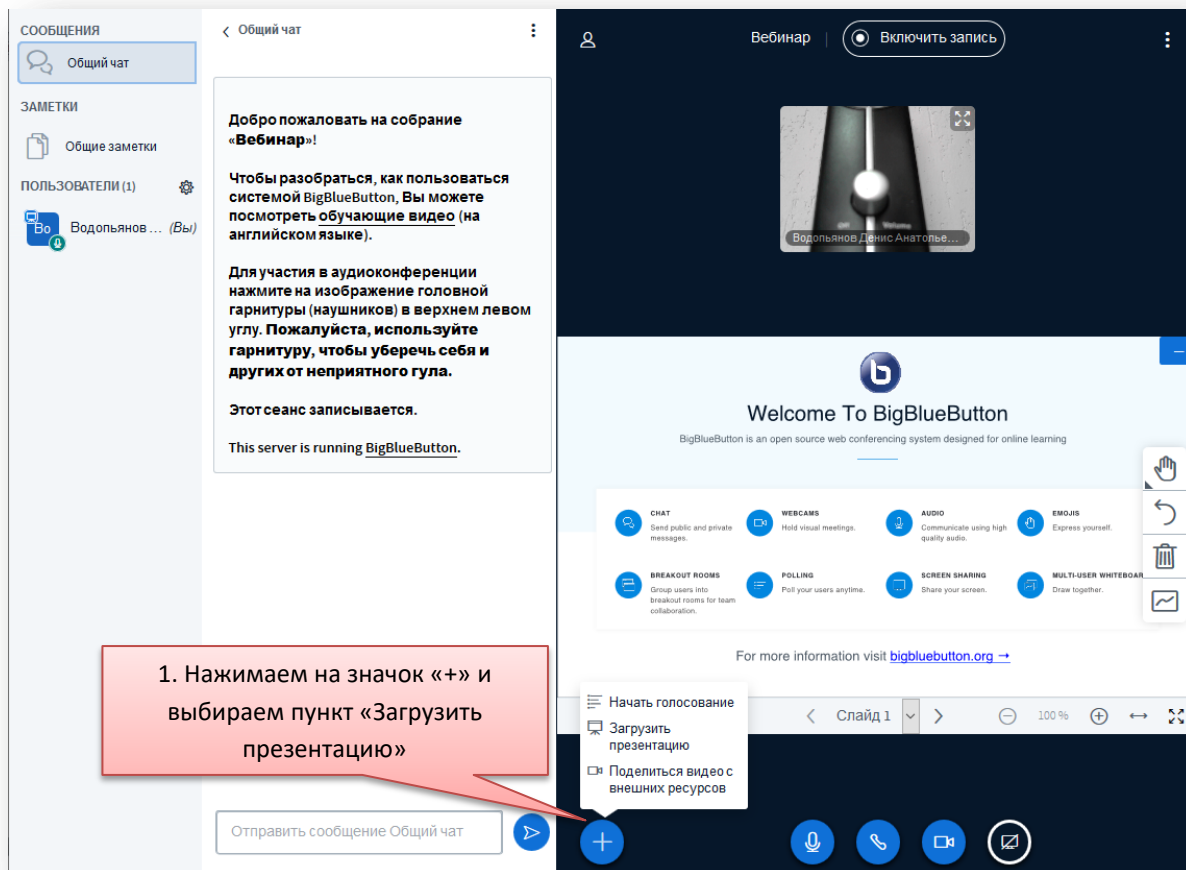 СООБЩЕНИЯ
Общий чат
ЗАМЕТКИ
Общие заметки
ПОЛЬЗОВАТЕЛИ (1)
Во
Водопьянов ... (Вы)
Общий чат
Добро пожаловать на собрание
«Вебинар»!
Чтобы разобраться, как пользоваться
системой BigBlueButton, Вы можете
посмотреть обучающие видео (на
английском языке).
Для участия в аудиоконференции
нажмите на изображение головной
гарнитуры (наушников) в верхнем левом
углу. Пожалуйста, используйте
гарнитуру, чтобы уберечь себя и
других от неприятного гула.
Этот сеанс записывается.
This server is running BigBlueButton.
1. Нажимаем на значок «+» и
выбираем пункт «Загрузить
презентацию»
Отправить сообщение Общий чат
Вебинар
Включить запись
Off Volume
Водопьянов Денис Анатолье...
Welcome To BigBlueButton
BigBlueButton is an open source web conferencing system designed for online learning
CHAT
Send public and private
messages.
WEBCAMS
Hold visual meetings.
AUDIO
Communicate using high
quality audio.
EMOJIS
Express yourself.
BREAKOUT ROOMS
Group users into
breakout rooms for team
collaboration.
POLLING
Poll your users anytime.
SCREEN SHARING
Share your screen.
MULTI-USER WHITEBOAR
Draw together.
For more information visit bigbluebutton.org →
Начать голосование
Загрузить
презентацию
Поделиться видео с
внешних ресурсов
Слайд 1
100 %